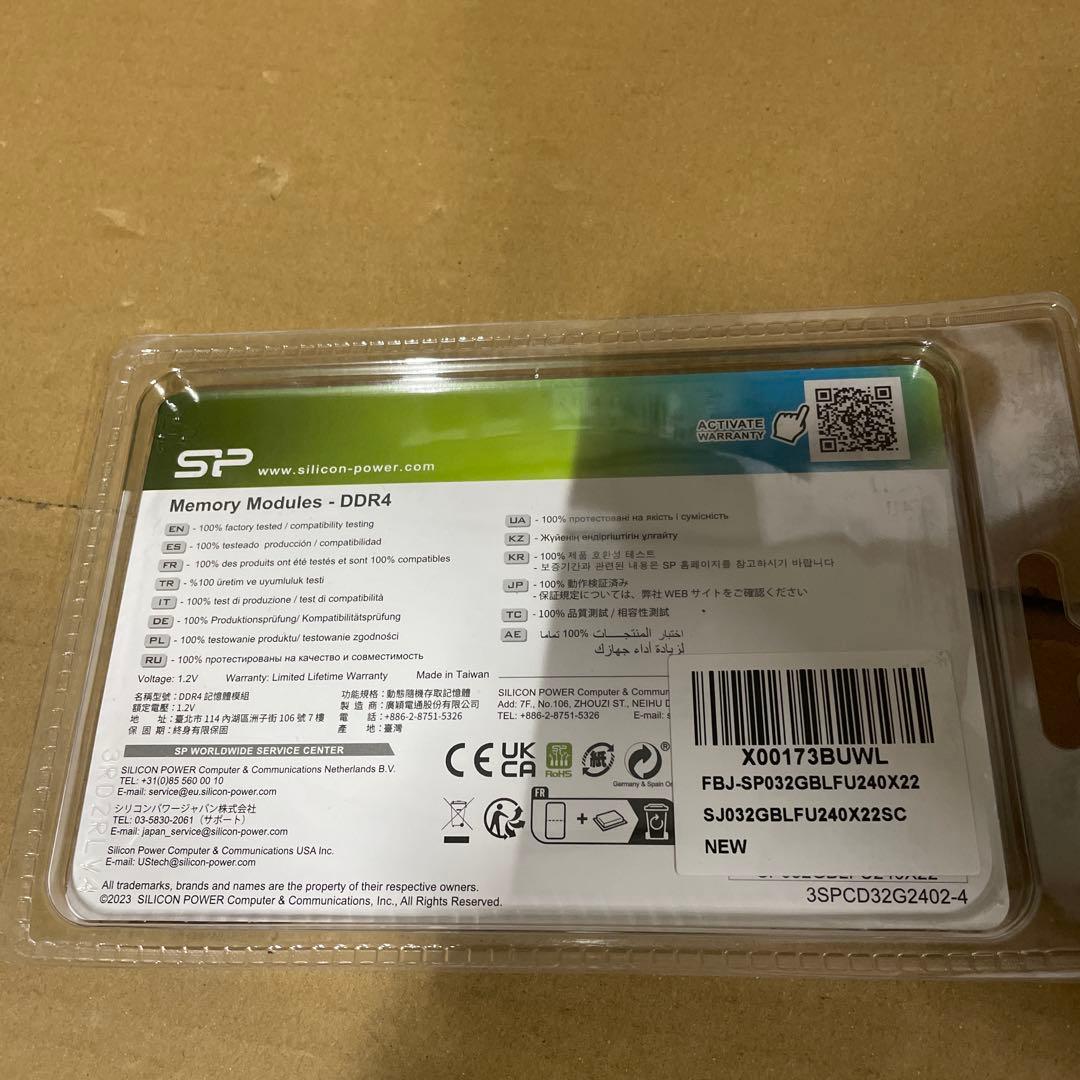 ACTIVATE
WARRANTY
SP www.silicon-power.com
Memory Modules - DDR4
EN - 100% factory tested / compatibility testing
ES - 100% testeado producción / compatibilidad
FR - 100% des produits ont été testés et sont 100% compatibles
TR - %100 üretim ve uyumluluk testi
IT - 100% test di produzione / test di compatibilità
DE - 100% Produktionsprüfung/ Kompatibilitätsprüfung
PL - 100% testowanie produktu/ testowanie zgodności
RU - 100% протестированы на качество и совместимость
UA - 100% протестовані на якість і сумісність
KZ - Жүйенің өндіргіштігін ұлғайту
KR - 100% 제품 호환성 테스트
- 보증기간과 관련된 내용은 SP 홈페이지를 참고하시기 바랍니다
JP - 100% 動作検証済み
- 保証規定については、弊社 WEB サイトをご確認ください
TC - 100% 品質測試 / 相容性測試
AE اختبار المنتجات 100% تماما
لزيادة أداء جهازك
Voltage: 1.2V Warranty: Limited Lifetime Warranty Made in Taiwan
名稱型號：DDR4 記憶體模組 功能規格：動態隨機存取記憶體
額定電壓：1.2V 製造商：廣穎電通股份有限公司
地址：臺北市 114 內湖區洲子街 106 號 7 樓 電話：+886-2-8751-5326
保固期：終身有限保固 產地：臺灣
SILICON POWER Computer & Commun
Add: 7F., No.106, ZHOUZI ST., NEIHU D
TEL: +886-2-8751-5326 E-mail: s
SP WORLDWIDE SERVICE CENTER
SILICON POWER Computer & Communications Netherlands B.V.
TEL: +31(0)85 560 00 10
E-mail: service@eu.silicon-power.com
シリコンパワージャパン株式会社
TEL: 03-5830-2061（サポート）
E-mail: japan_service@silicon-power.com
Silicon Power Computer & Communications USA Inc.
E-mail: UStech@silicon-power.com
CE UK CA SP RoHS 紙 ®
Germany & Spain On
FR
All trademarks, brands and names are the property of their respective owners.
©2023 SILICON POWER Computer & Communications, Inc., All Rights Reserved.
X00173BUWL
FBJ-SP032GBLFU240X22
SJ032GBLFU240X22SC
NEW
3SPCD32G2402-4